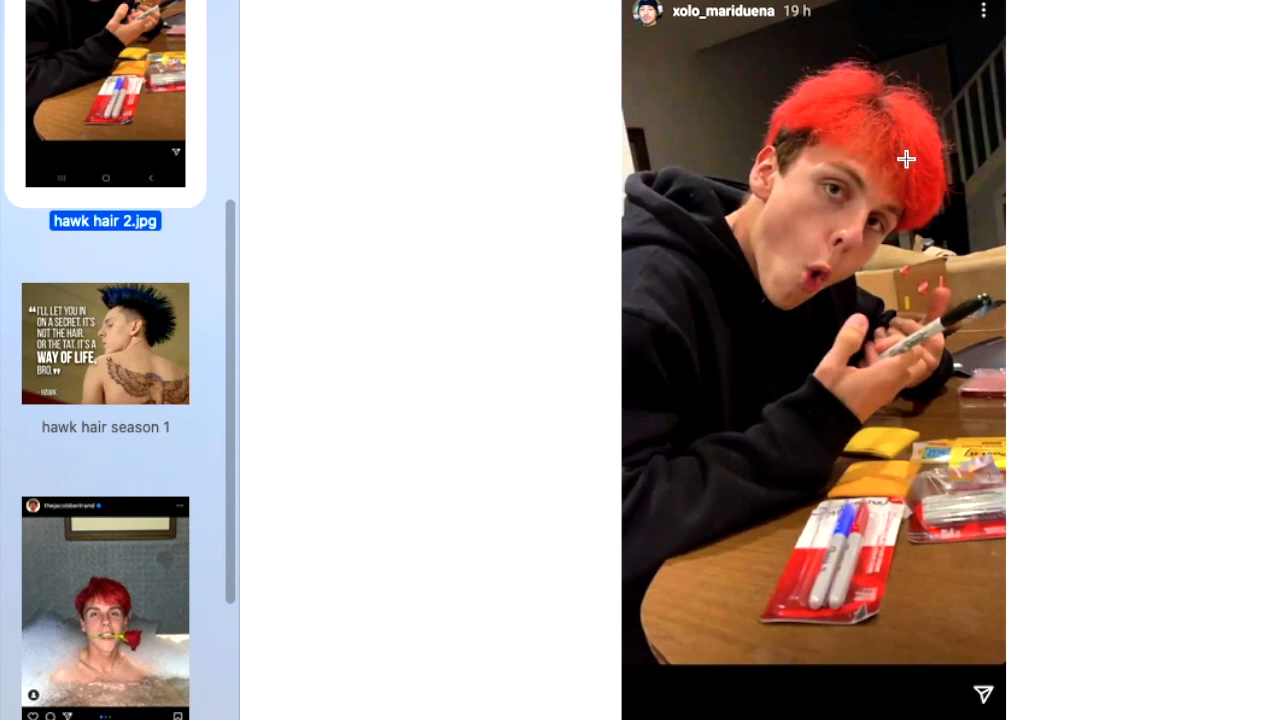 hawk hair 2.jpg
“I'LL LET YOU IN
ON A SECRET. IT'S
NOT THE HAIR.
OR THE TAT. IT'S A
WAY OF LIFE,
BRO.”
-HAWK
hawk hair season 1
thejacobbertrand
xolo_mariduena 19 h